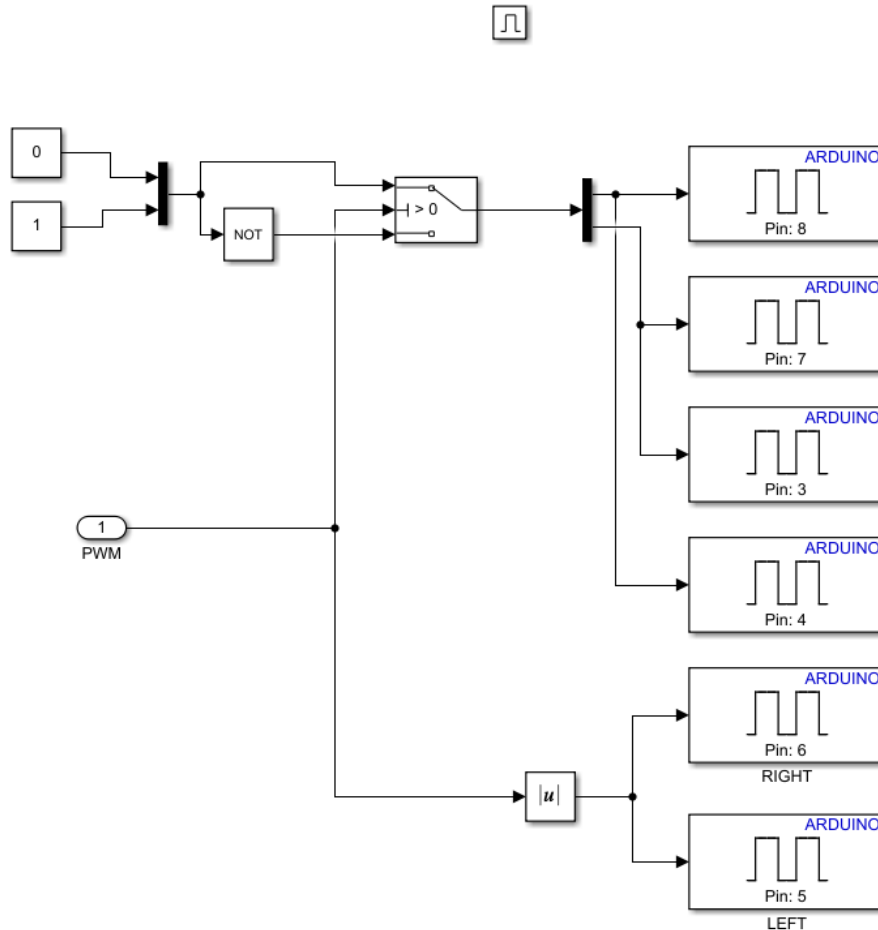 0
ARDUINO
Pin: 8
1
NOT
> 0
ARDUINO
Pin: 7
ARDUINO
Pin: 3
1
PWM
ARDUINO
Pin: 4
ARDUINO
Pin: 6
RIGHT
|u|
ARDUINO
Pin: 5
LEFT